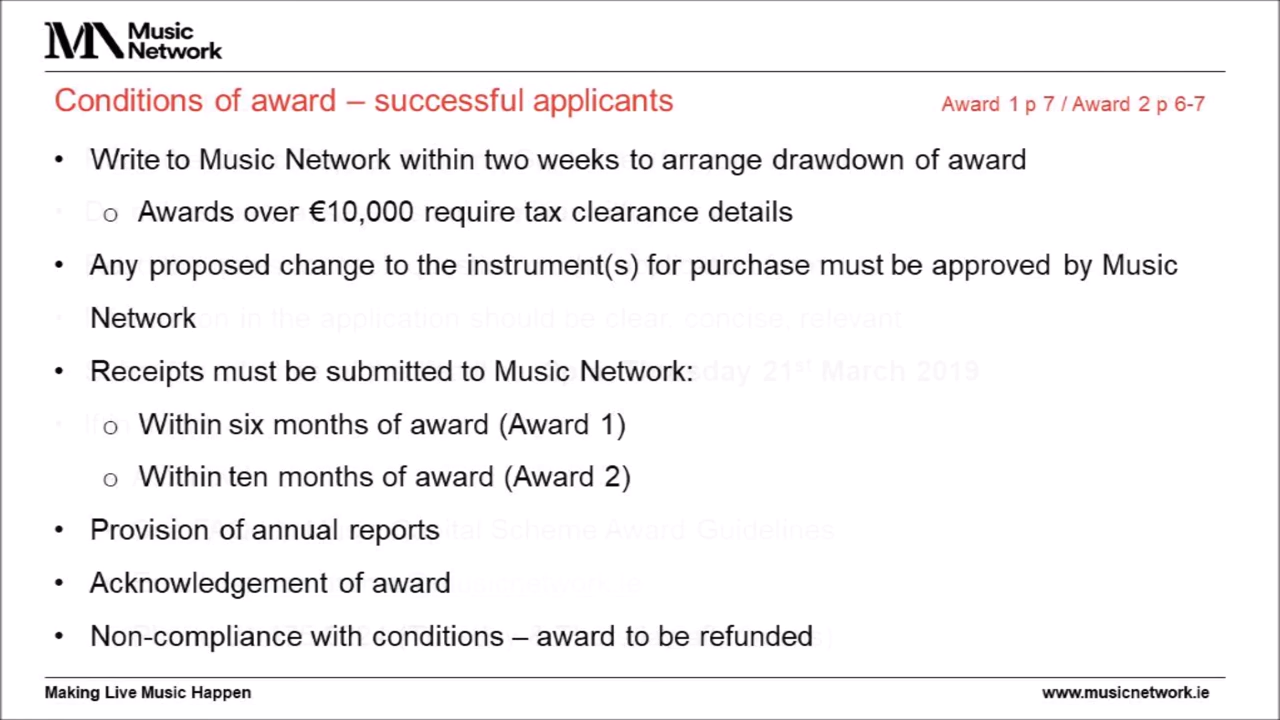 Music
Network
Conditions of award – successful applicants
Award 1 p 7 / Award 2 p 6-7
• Write to Music Network within two weeks to arrange drawdown of award
o Awards over €10,000 require tax clearance details
• Any proposed change to the instrument(s) for purchase must be approved by Music
Network
• Receipts must be submitted to Music Network:
o Within six months of award (Award 1)
o Within ten months of award (Award 2)
• Provision of annual reports
• Acknowledgement of award
• Non-compliance with conditions – award to be refunded
Making Live Music Happen
www.musicnetwork.ie